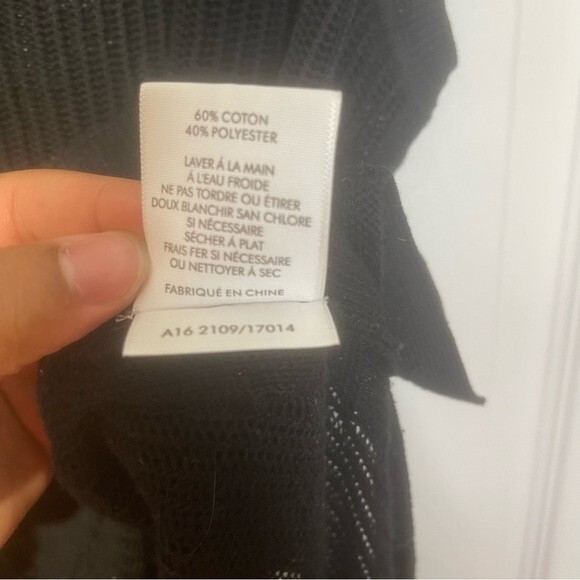 60% COTON
40% POLYESTER
LAVER Á LA MAIN
Á L'EAU FROIDE
NE PAS TORDRE OU ÉTIRER
DOUX BLANCHIR SAN CHLORE
SI NÉCESSAIRE
SÉCHER Á PLAT
FRAIS FER SI NÉCESSAIRE
OU NETTOYER Á SEC
FABRIQUÉ EN CHINE
A16 2109/17014